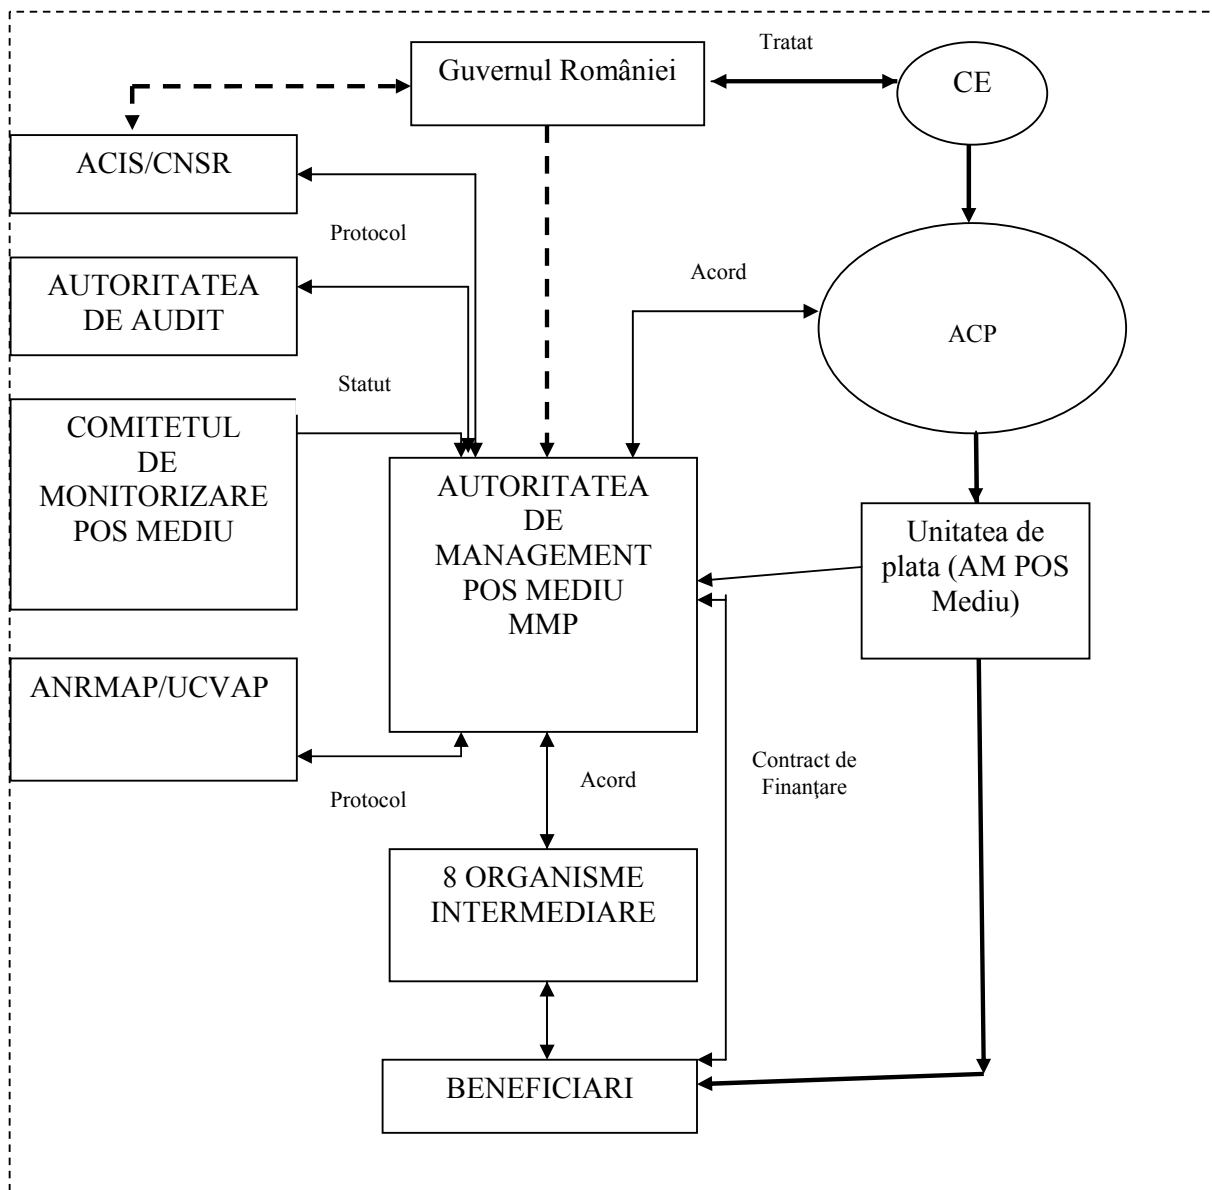 Tratat
Guvernul României
CE
ACIS/CNSR
Protocol
AUTORITATEA
DE AUDIT
Acord
ACP
Statut
COMITETUL
DE
MONITORIZARE
POS MEDIU
AUTORITATEA
DE
MANAGEMENT
POS MEDIU
MMP
Unitatea de
plata (AM POS
Mediu)
ANRMAP/UCVAP
Protocol
Acord
Contract de
Finanţare
8 ORGANISME
INTERMEDIARE
BENEFICIARI